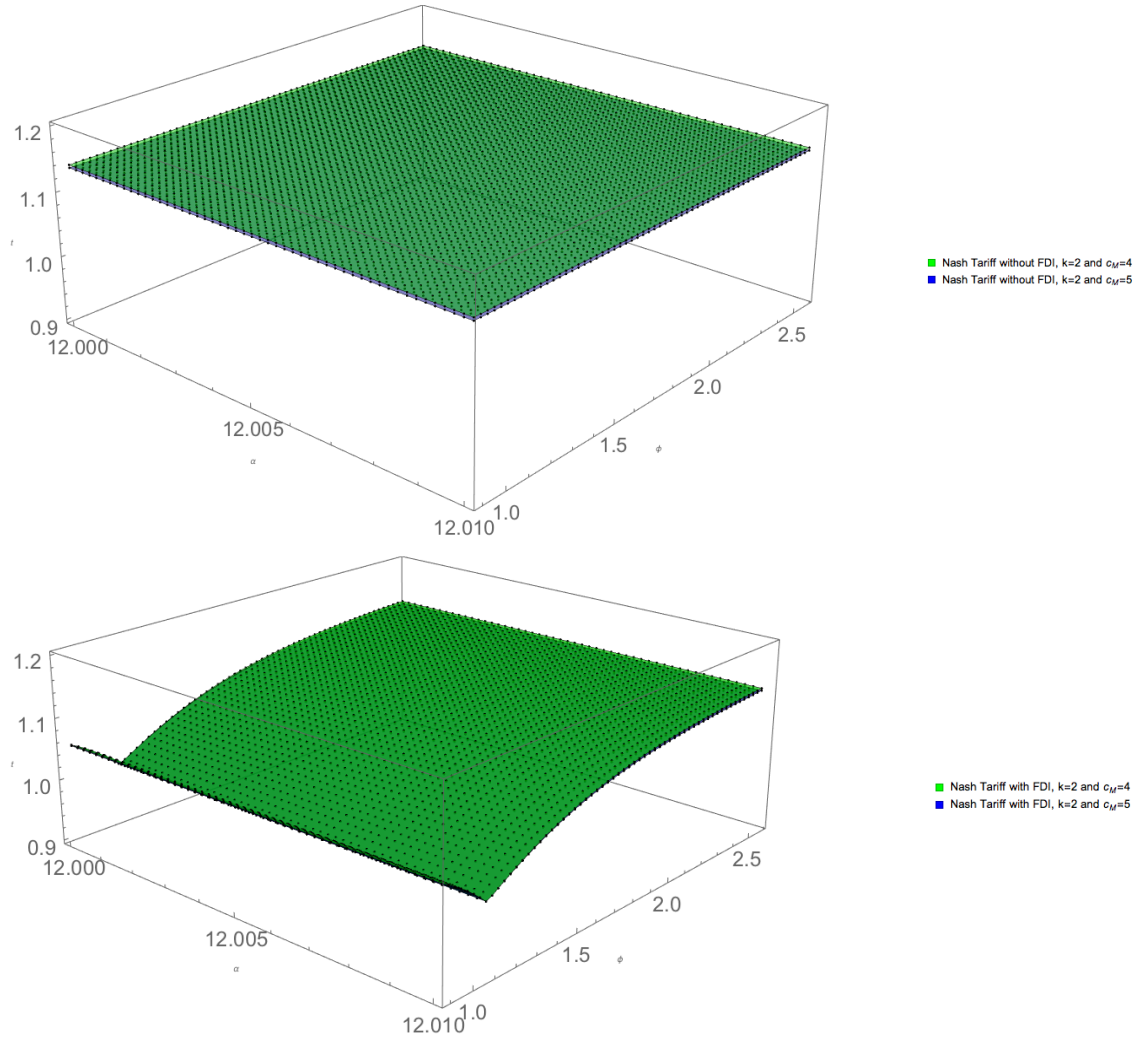 1.2
1.1
1.0
0.9
t
12.000
12.005
12.010
α
1.0
1.5
2.0
2.5
ϕ
Nash Tariff without FDI, k=2 and c_M=4
Nash Tariff without FDI, k=2 and c_M=5
1.2
1.1
1.0
0.9
t
12.000
12.005
12.010
α
1.0
1.5
2.0
2.5
ϕ
Nash Tariff with FDI, k=2 and c_M=4
Nash Tariff with FDI, k=2 and c_M=5